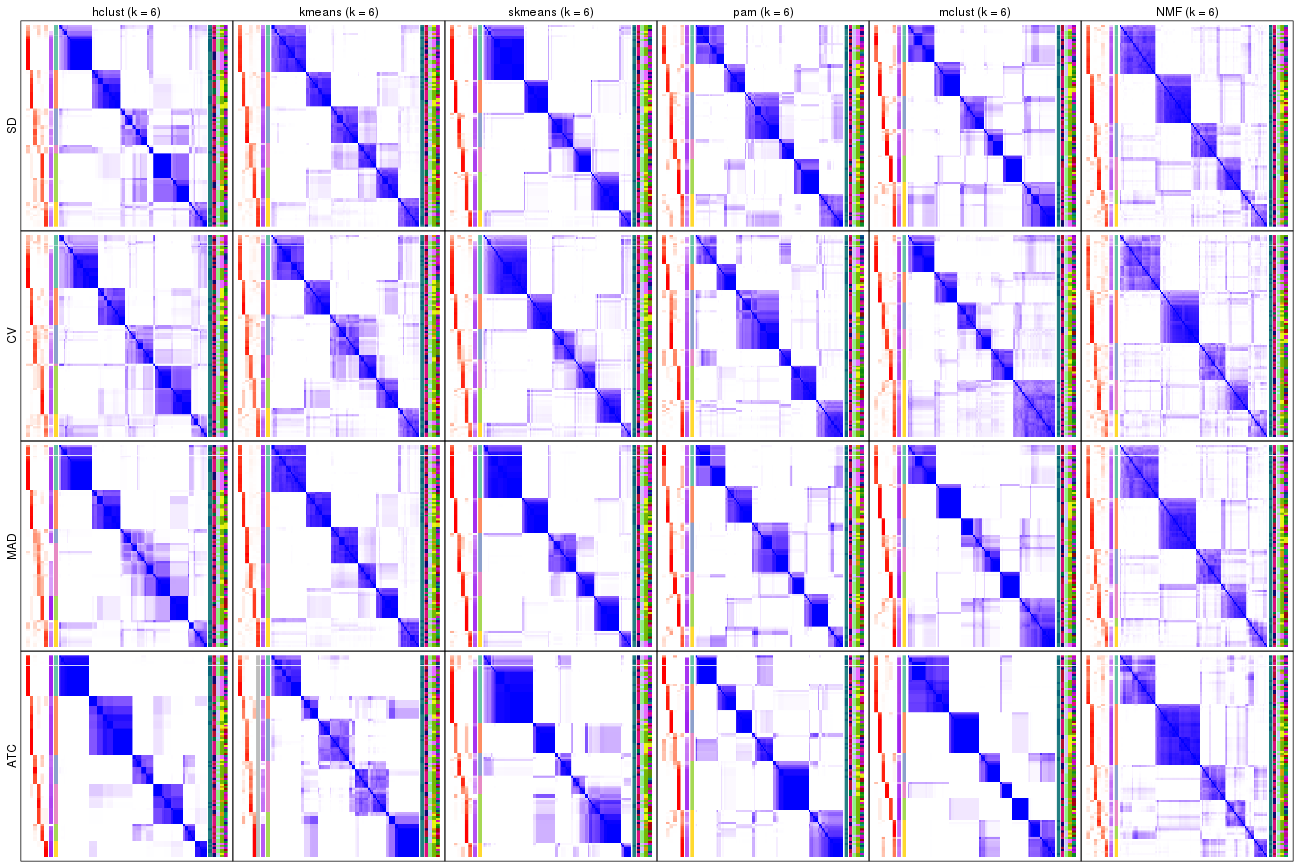 hclust (k = 6)
kmeans (k = 6)
skmeans (k = 6)
pam (k = 6)
mclust (k = 6)
NMF (k = 6)
SD
CV
MAD
ATC